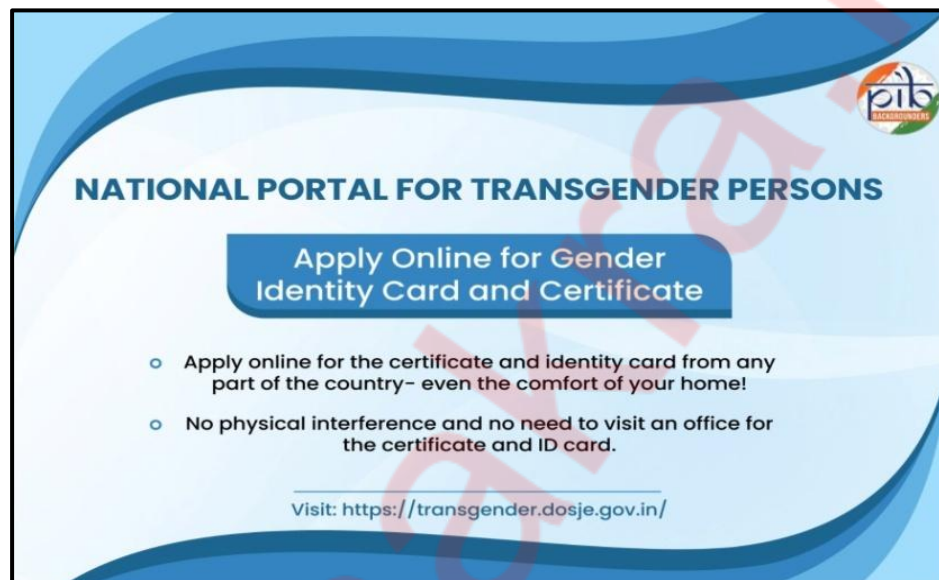 pib
BACKGROUNDERS
NATIONAL PORTAL FOR TRANSGENDER PERSONS
Apply Online for Gender
Identity Card and Certificate
Apply online for the certificate and identity card from any
part of the country- even the comfort of your home!
No physical interference and no need to visit an office for
the certificate and ID card.
Visit: https://transgender.dosje.gov.in/